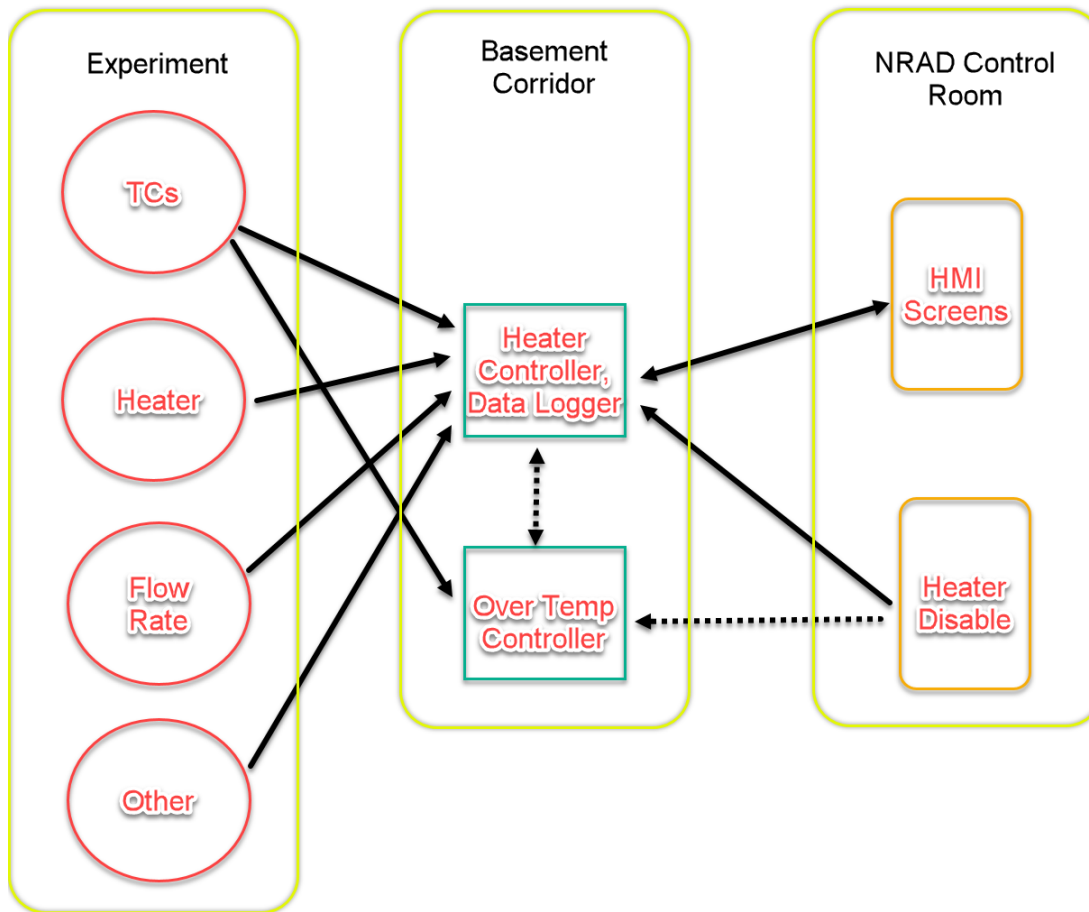 Experiment
TCs
Heater
Flow
Rate
Other
Basement
Corridor
Heater
Controller,
Data Logger
Over Temp
Controller
NRAD Control
Room
HMI
Screens
Heater
Disable